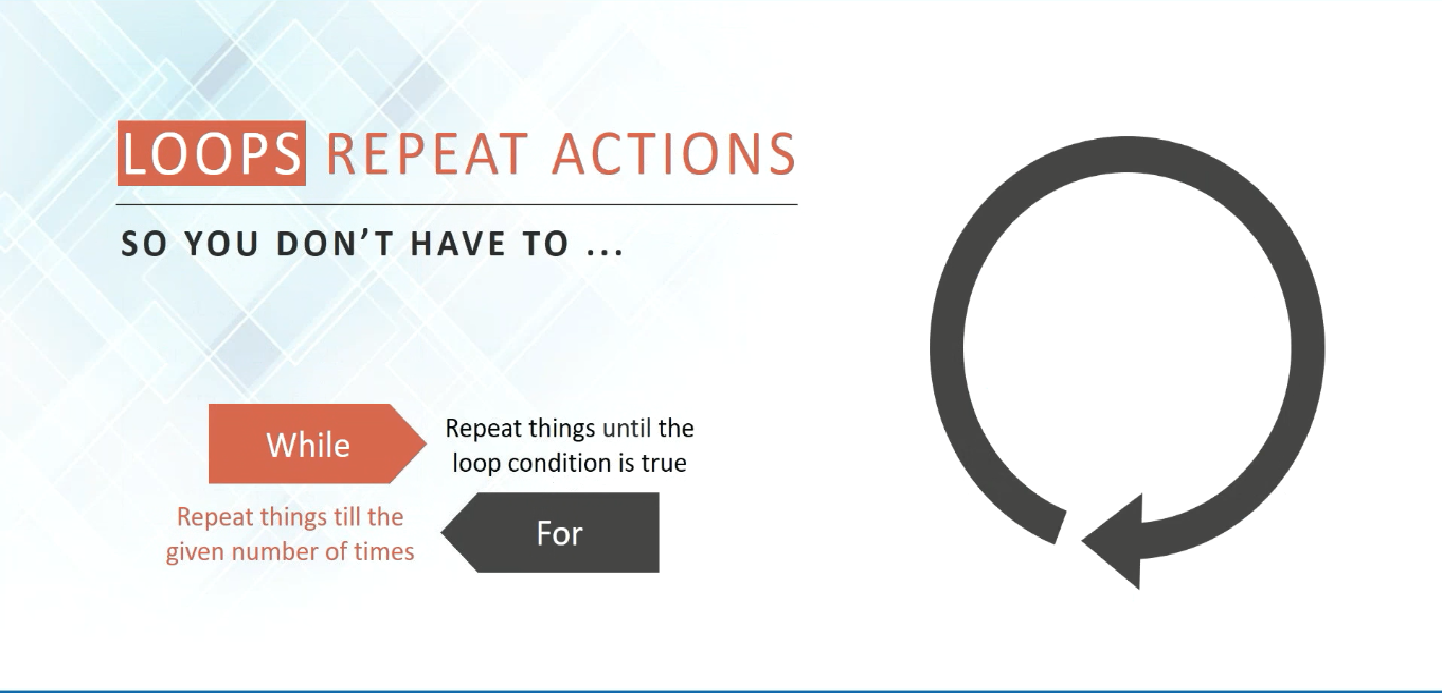 LOOPS REPEAT ACTIONS
SO YOU DON'T HAVE TO ...
While
Repeat things until the
loop condition is true
Repeat things till the
given number of times
For